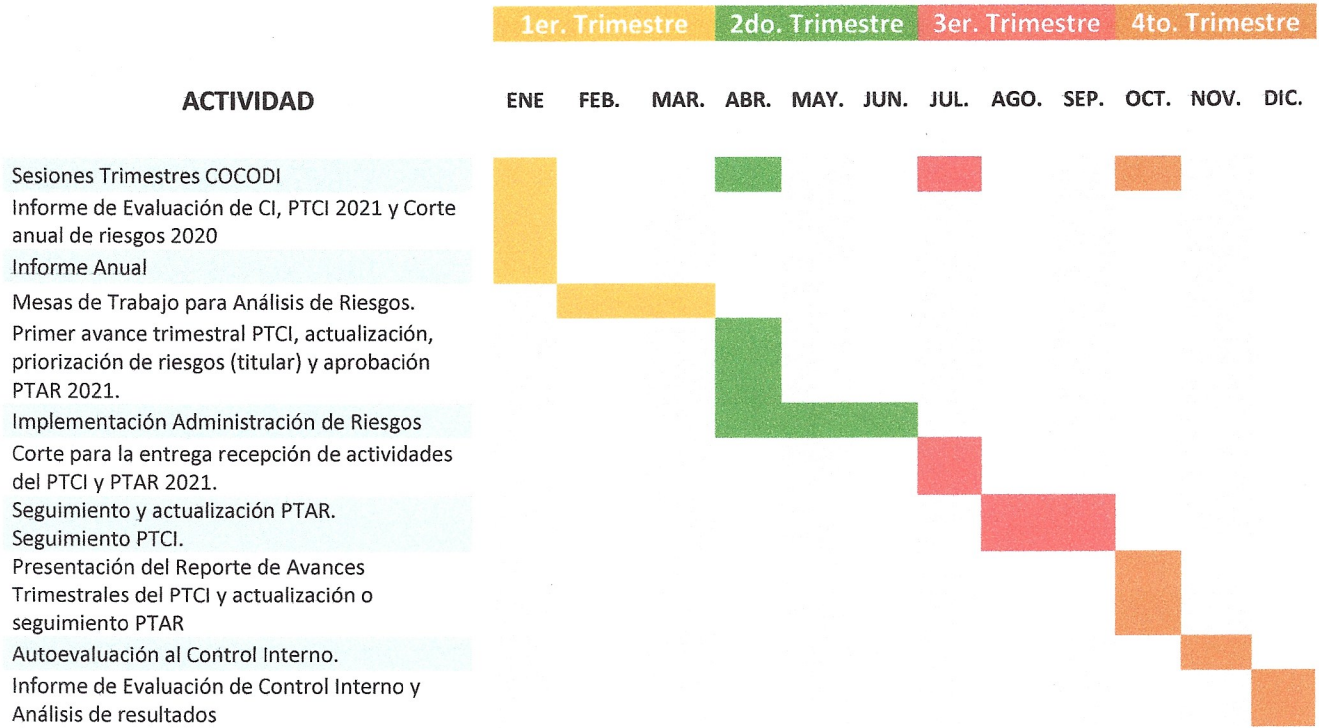 1er. Trimestre 2do. Trimestre 3er. Trimestre 4to. Trimestre
ACTIVIDAD ENE FEB. MAR. ABR. MAY. JUN. JUL. AGO. SEP. OCT. NOV. DIC.
Sesiones Trimestres COCODI
Informe de Evaluación de CI, PTCI 2021 y Corte
anual de riesgos 2020
Informe Anual
Mesas de Trabajo para Análisis de Riesgos.
Primer avance trimestral PTCI, actualización,
priorización de riesgos (titular) y aprobación
PTAR 2021.
Implementación Administración de Riesgos
Corte para la entrega recepción de actividades
del PTCI y PTAR 2021.
Seguimiento y actualización PTAR.
Seguimiento PTCI.
Presentación del Reporte de Avances
Trimestrales del PTCI y actualización o
seguimiento PTAR
Autoevaluación al Control Interno.
Informe de Evaluación de Control Interno y
Análisis de resultados